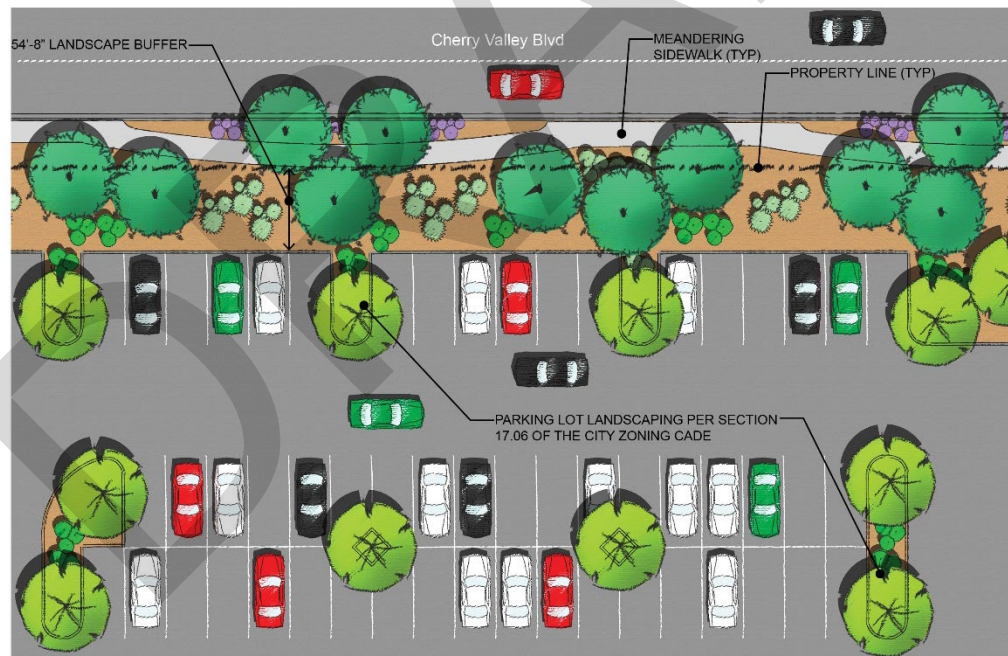 54'-8" LANDSCAPE BUFFER
Cherry Valley Blvd
MEANDERING
SIDEWALK (TYP)
PROPERTY LINE (TYP)
PARKING LOT LANDSCAPING PER SECTION
17.06 OF THE CITY ZONING CADE
DRAFT